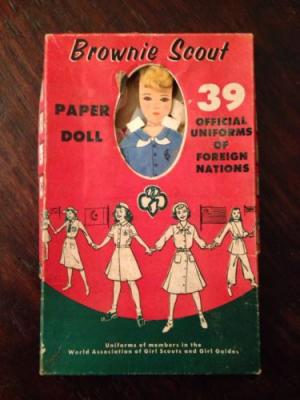 Brownie Scout
PAPER
DOLL
39
OFFICIAL
UNIFORMS
OF
FOREIGN
NATIONS
Uniforms of members in the
World Association of Girl Scouts and Girl Guides